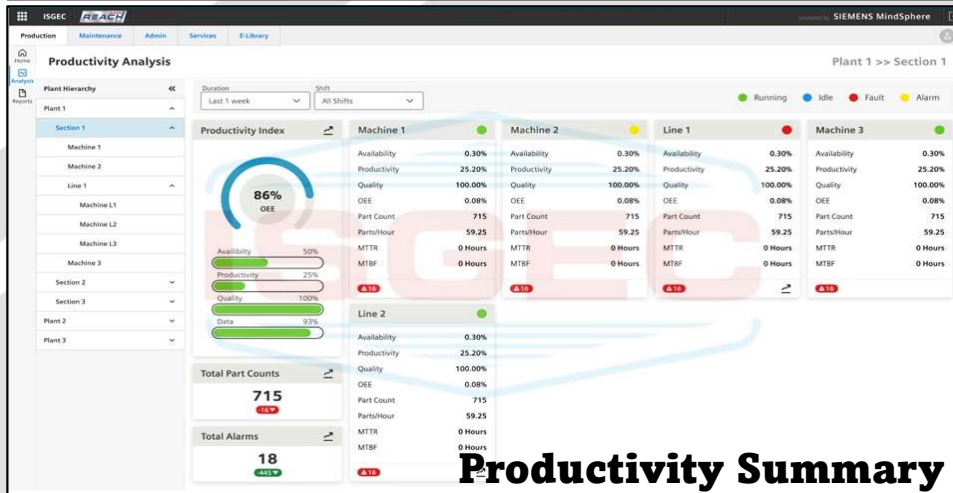 ISGEC REACH powered by SIEMENS MindSphere
Production Maintenance Admin Services E-Library
Home
Analysis
Reports
Productivity Analysis
Plant 1 >> Section 1
Plant Hierarchy
Plant 1
Section 1
Machine 1
Machine 2
Line 1
Machine L1
Machine L2
Machine L3
Machine 3
Section 2
Section 3
Plant 2
Plant 3
Duration
Last 1 week
Shift
All Shifts
Running Idle Fault Alarm
Productivity Index
86%
OEE
Availibilty 50%
Productivity 25%
Quality 100%
Data 93%
Total Part Counts
715
-16
Total Alarms
18
-445
Machine 1
Availability 0.30%
Productivity 25.20%
Quality 100.00%
OEE 0.08%
Part Count 715
Parts/Hour 59.25
MTTR 0 Hours
MTBF 0 Hours
16
Machine 2
Availability 0.30%
Productivity 25.20%
Quality 100.00%
OEE 0.08%
Part Count 715
Parts/Hour 59.25
MTTR 0 Hours
MTBF 0 Hours
16
Line 1
Availability 0.30%
Productivity 25.20%
Quality 100.00%
OEE 0.08%
Part Count 715
Parts/Hour 59.25
MTTR 0 Hours
MTBF 0 Hours
16
Machine 3
Availability 0.30%
Productivity 25.20%
Quality 100.00%
OEE 0.08%
Part Count 715
Parts/Hour 59.25
MTTR 0 Hours
MTBF 0 Hours
16
Line 2
Availability 0.30%
Productivity 25.20%
Quality 100.00%
OEE 0.08%
Part Count 715
Parts/Hour 59.25
MTTR 0 Hours
MTBF 0 Hours
16
ISGEC
Productivity Summary